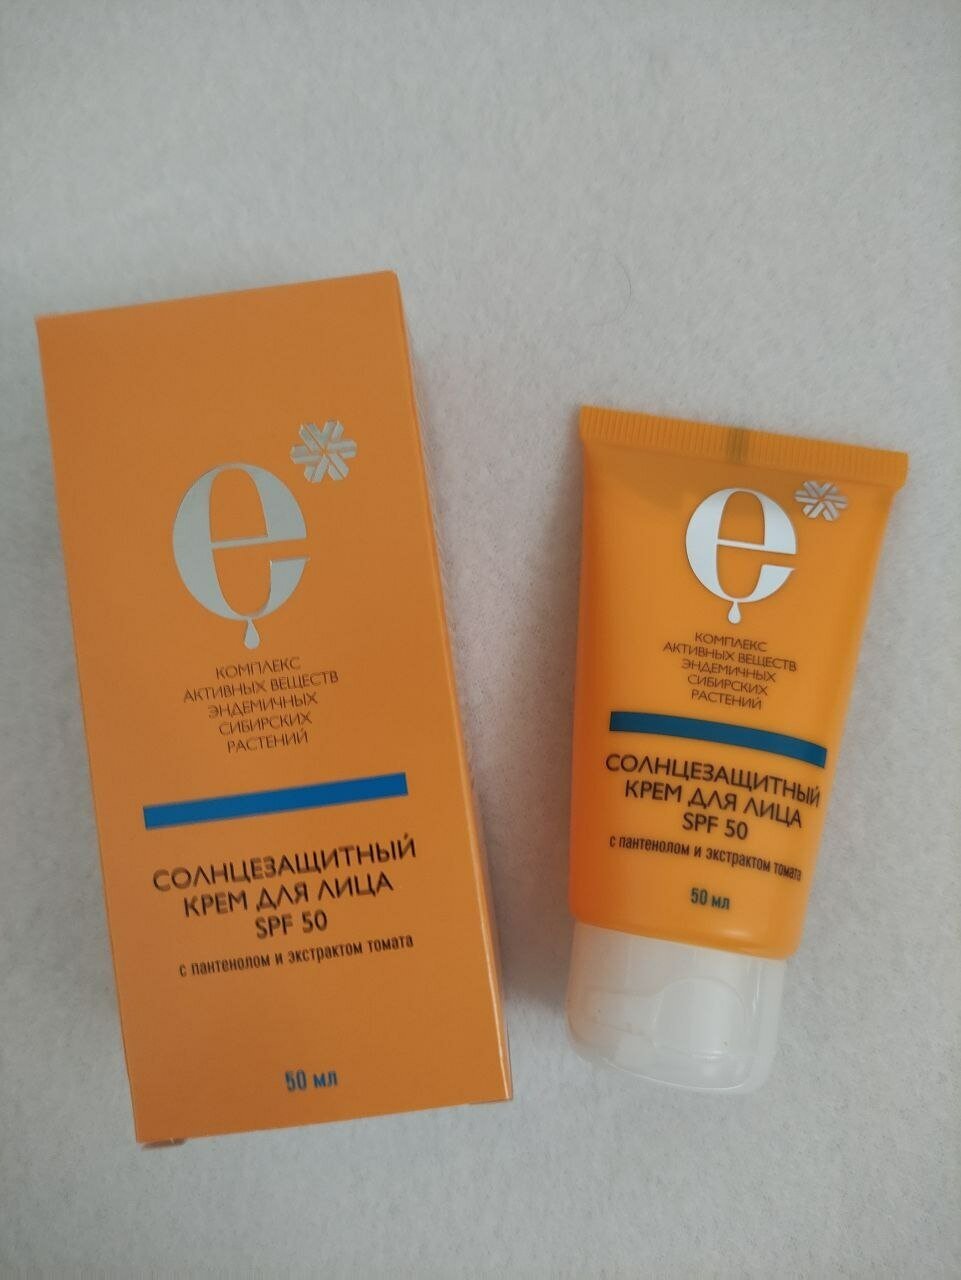 e
КОМПЛЕКС
АКТИВНЫХ ВЕЩЕСТВ
ЭНДЕМИЧНЫХ
СИБИРСКИХ
РАСТЕНИЙ
СОЛНЦЕЗАЩИТНЫЙ
КРЕМ ДЛЯ ЛИЦА
SPF 50
с пантенолом и экстрактом томата
50 мл
e
КОМПЛЕКС
АКТИВНЫХ ВЕЩЕСТВ
ЭНДЕМИЧНЫХ
СИБИРСКИХ
РАСТЕНИЙ
СОЛНЦЕЗАЩИТНЫЙ
КРЕМ ДЛЯ ЛИЦА
SPF 50
с пантенолом и экстрактом томата
50 мл